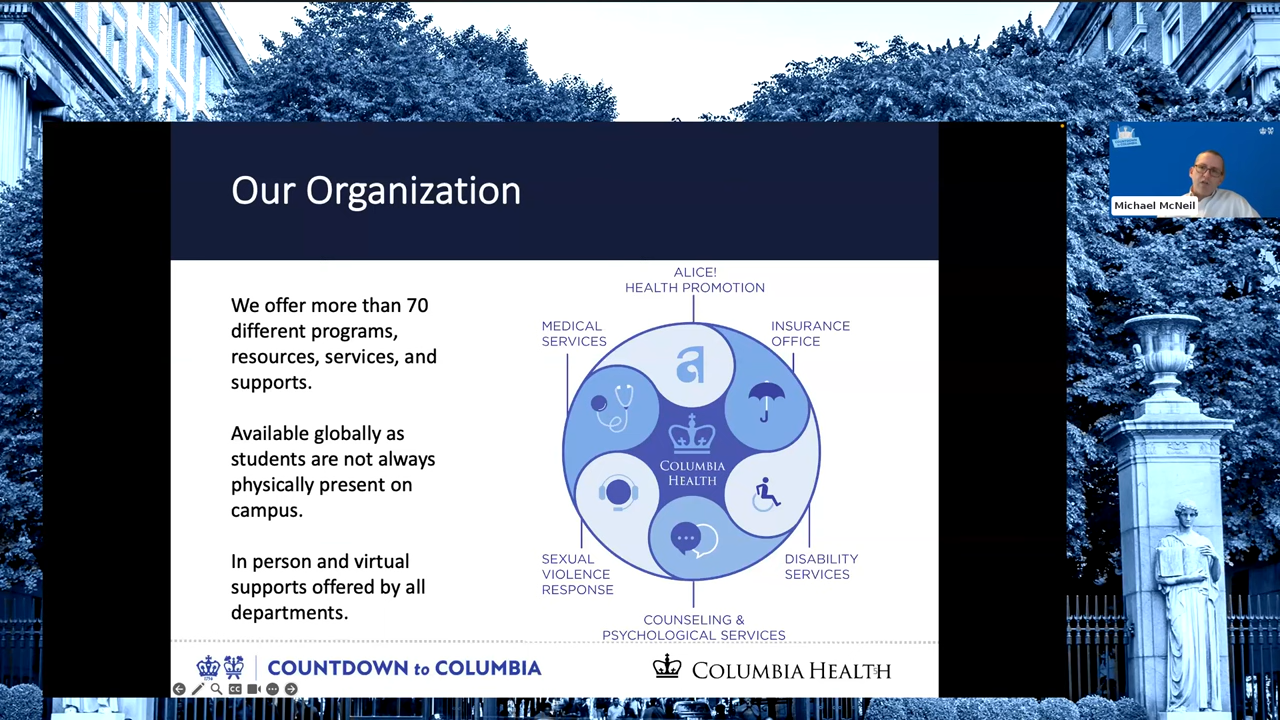 Our Organization
We offer more than 70
different programs,
resources, services, and
supports.
Available globally as
students are not always
physically present on
campus.
In person and virtual
supports offered by all
departments.
ALICE!
HEALTH PROMOTION
MEDICAL
SERVICES
INSURANCE
OFFICE
a
COLUMBIA
HEALTH
SEXUAL
VIOLENCE
RESPONSE
DISABILITY
SERVICES
COUNSELING &
PSYCHOLOGICAL SERVICES
COUNTDOWN to COLUMBIA
COLUMBIA HEALTH
Michael McNeil